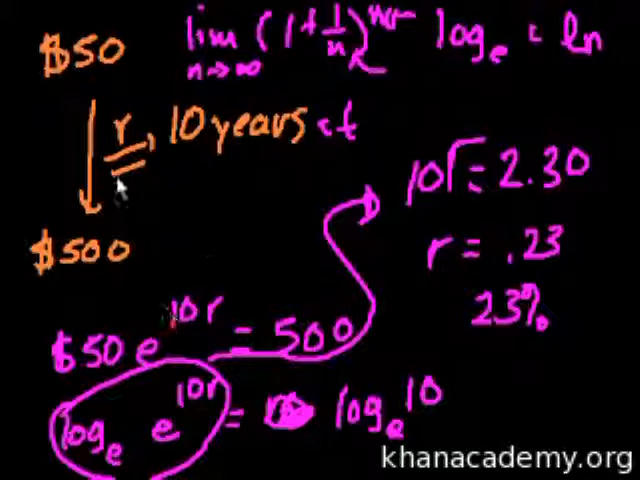 $50
lim (1+1/n)^n
n→∞
log_e = ln
r, 10 years = t
$500
10r = 2.30
r = .23
23%
$50 e^10r = 500
log_e e^10r = log_e 10
khanacademy.org